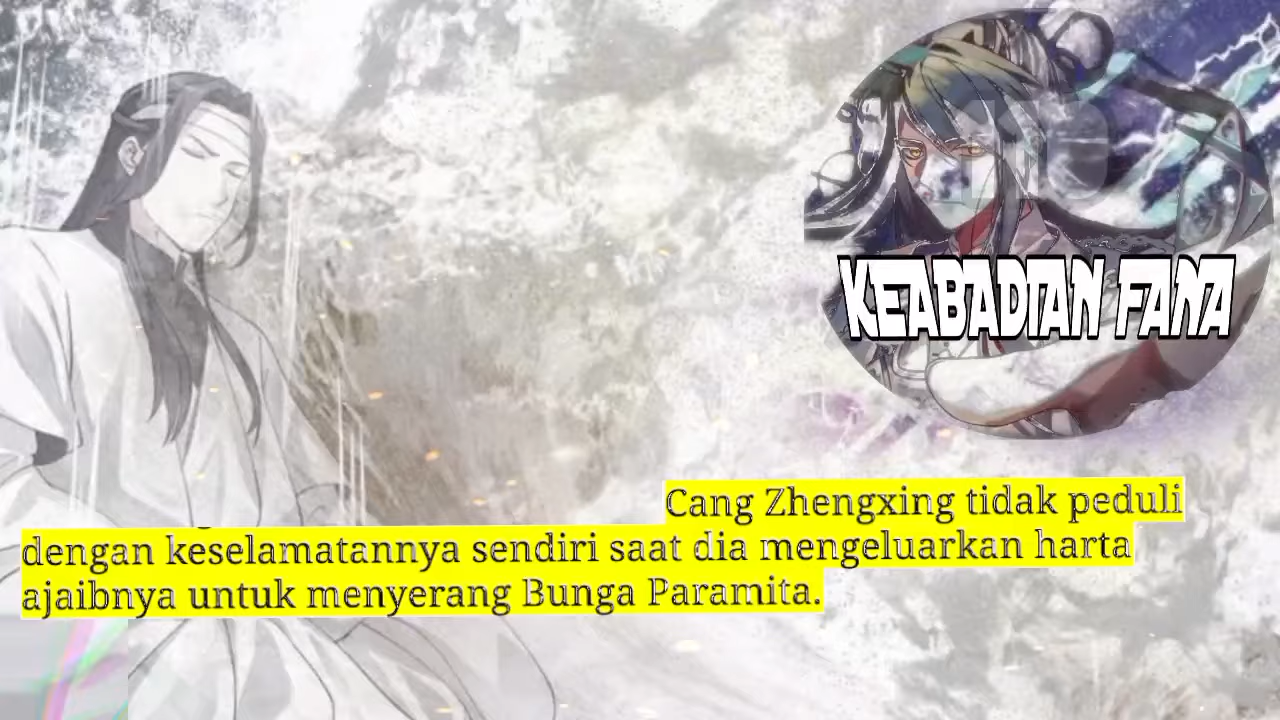 KEABADIAN FANA
Cang Zhengxing tidak peduli
dengan keselamatannya sendiri saat dia mengeluarkan harta
ajaibnya untuk menyerang Bunga Paramita.